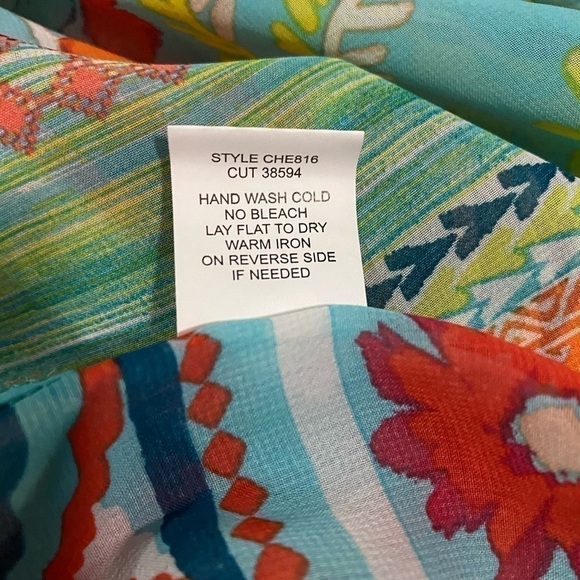 STYLE CHE816
CUT 38594
HAND WASH COLD
NO BLEACH
LAY FLAT TO DRY
WARM IRON
ON REVERSE SIDE
IF NEEDED